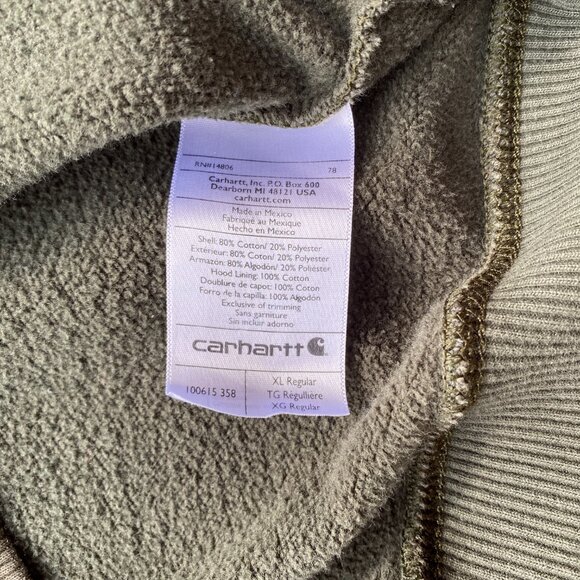 RN#14806 78
Carhartt, Inc. P.O. Box 600
Dearborn MI 48121 USA
carhartt.com
Made in Mexico
Fabriqué au Mexique
Hecho en Mexico
Shell: 80% Cotton/ 20% Polyester
Extérieur: 80% Coton/ 20% Polyester
Armazon: 80% Algodón/ 20% Poliéster
Hood Lining: 100% Cotton
Doublure de capot: 100% Coton
Forro de la capilla: 100% Algodón
Exclusive of trimming
Sans garniture
Sin incluir adorno
carhartt
100615 358
XL Regular
TG Régulière
XG Regular